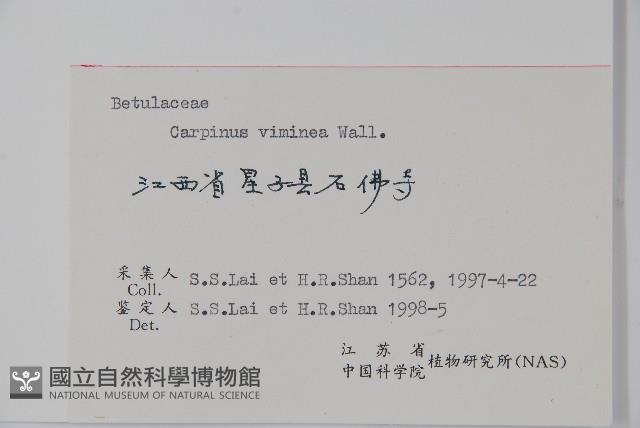 Betulaceae
Carpinus viminea Wall.
江西省星子县石佛寺
采集人 S.S.Lai et H.R.Shan 1562, 1997-4-22
Coll.
鉴定人 S.S.Lai et H.R.Shan 1998-5
Det.
江苏省
中国科学院 植物研究所(NAS)
國立自然科學博物館
NATIONAL MUSEUM OF NATURAL SCIENCE